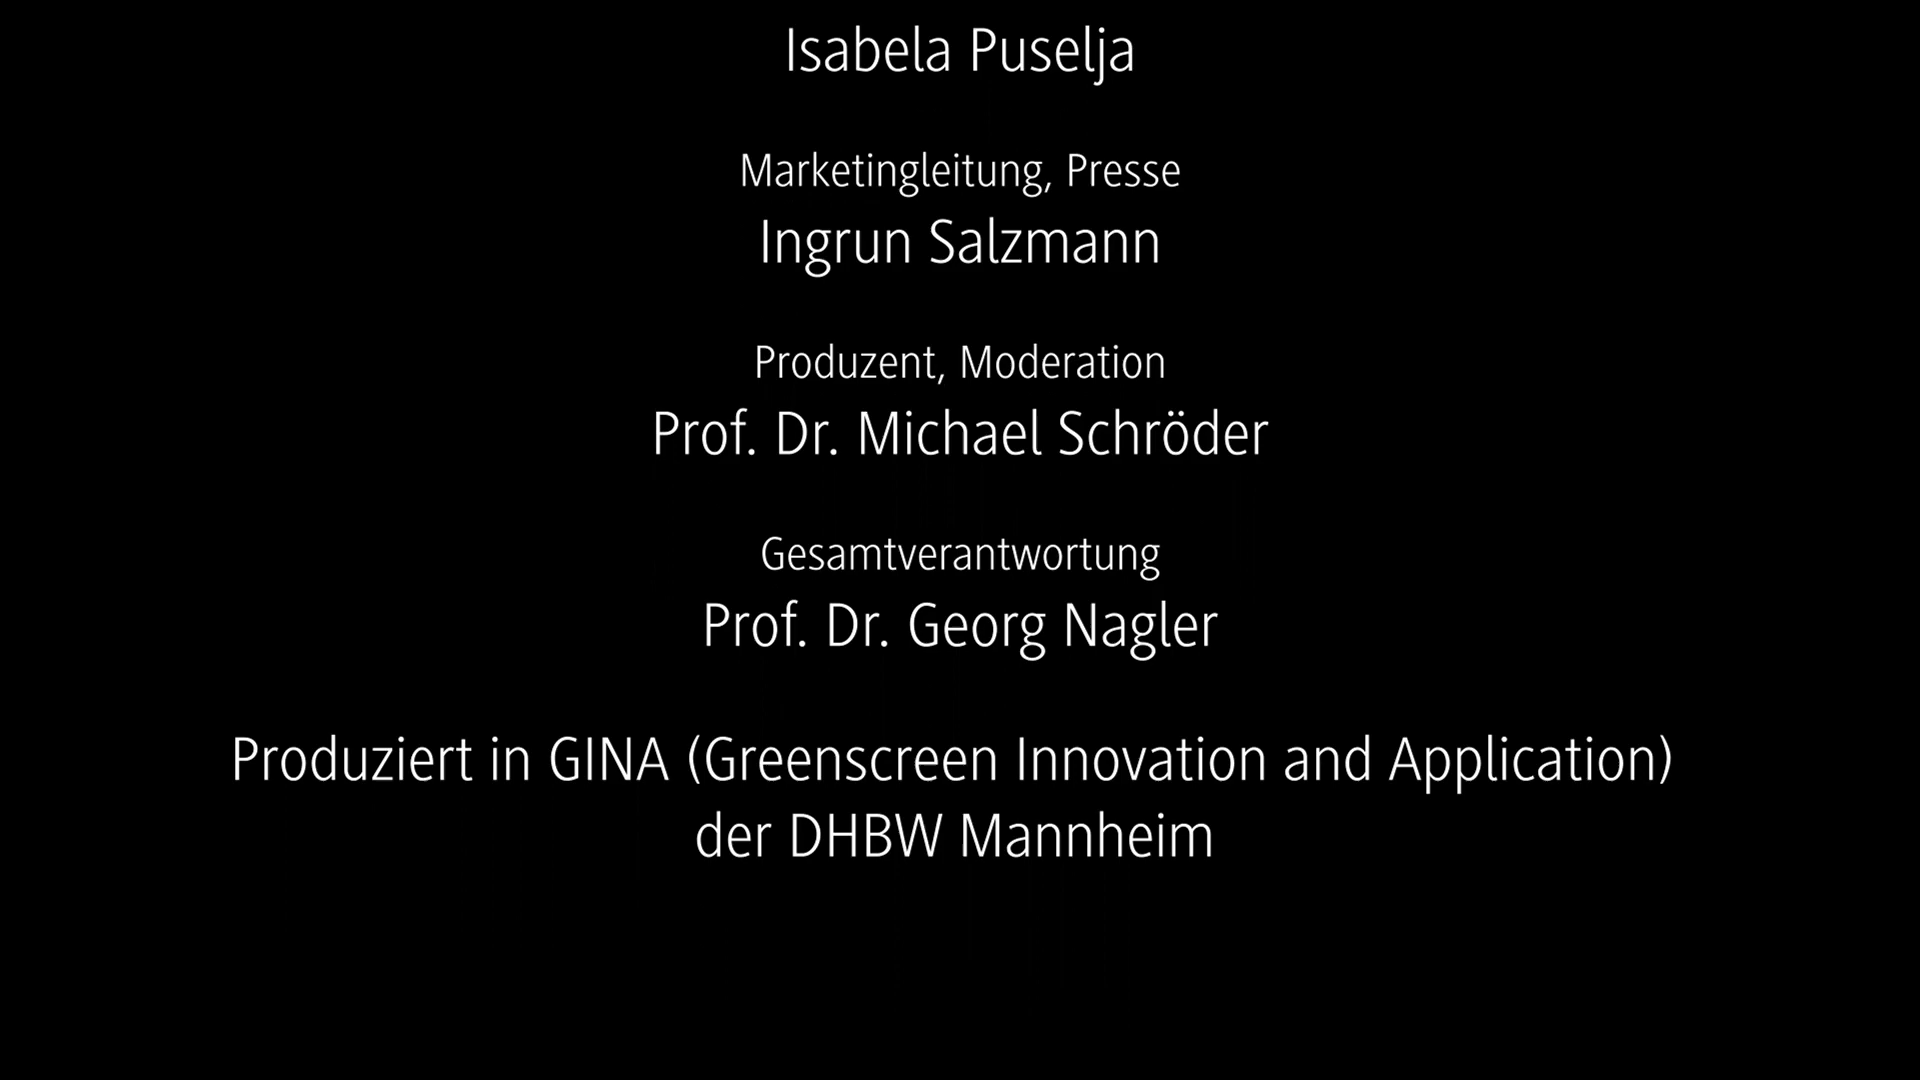 Isabela Puselja
Marketingleitung, Presse
Ingrun Salzmann
Produzent, Moderation
Prof. Dr. Michael Schröder
Gesamtverantwortung
Prof. Dr. Georg Nagler
Produziert in GINA (Greenscreen Innovation and Application)
der DHBW Mannheim